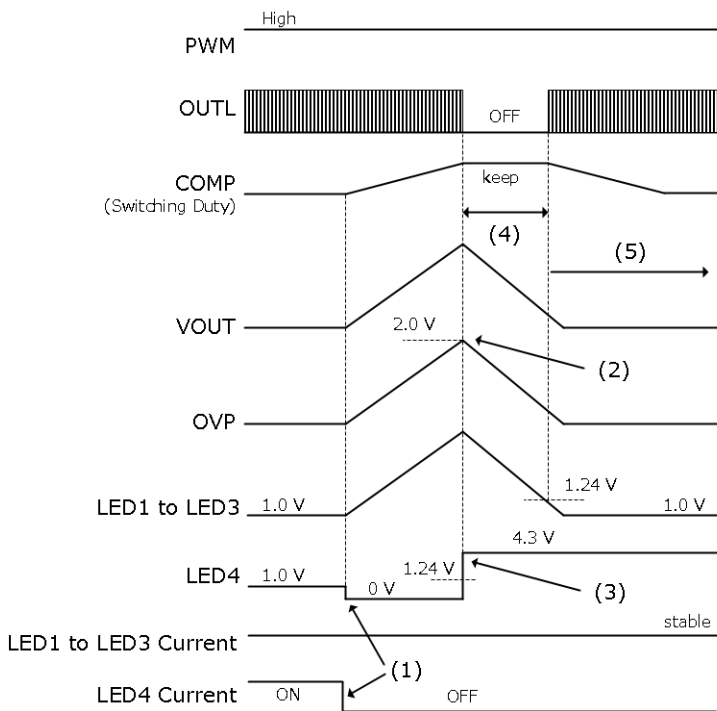 High
PWM
OUTL
OFF
COMP
(Switching Duty)
keep
(4)
(5)
VOUT
2.0 V
(2)
OVP
1.24 V
LED1 to LED3
1.0 V
1.0 V
4.3 V
LED4
1.0 V
1.24 V
0 V
(3)
stable
LED1 to LED3 Current
(1)
LED4 Current
ON
OFF